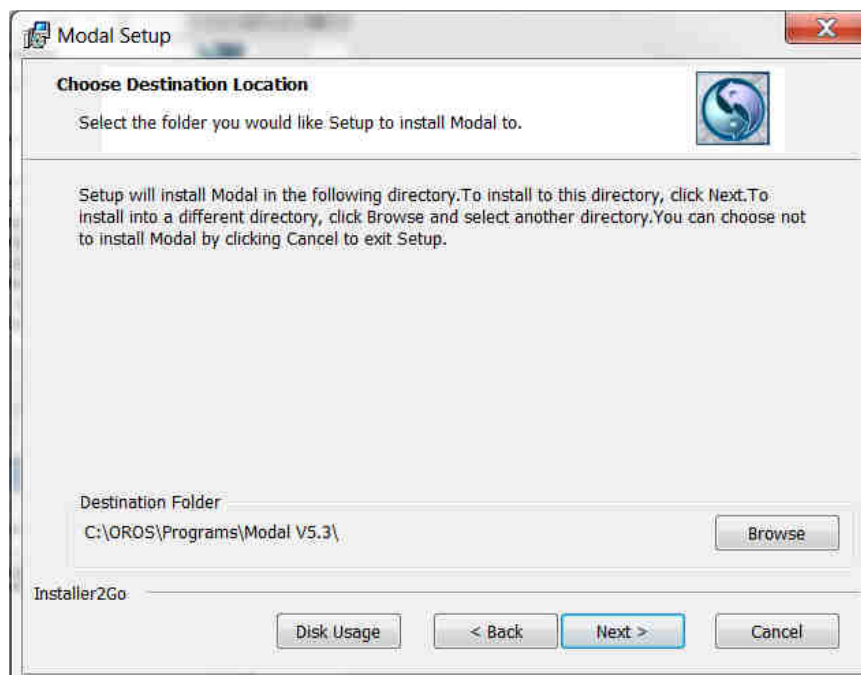 Modal Setup
Choose Destination Location
Select the folder you would like Setup to install Modal to.
Setup will install Modal in the following directory.To install to this directory, click Next.To
install into a different directory, click Browse and select another directory.You can choose not
to install Modal by clicking Cancel to exit Setup.
Destination Folder
C:\OROS\Programs\Modal V5.3\
Browse
Installer2Go
Disk Usage
< Back
Next >
Cancel